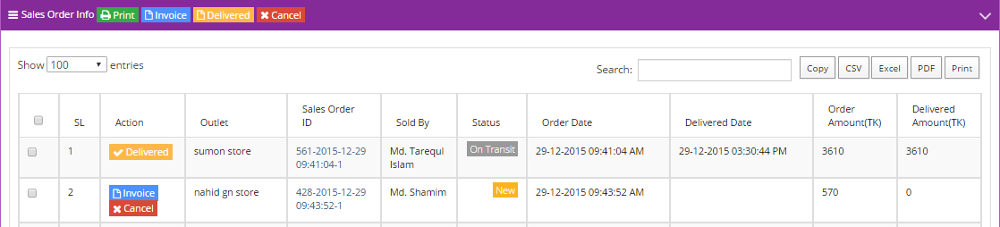 Sales Order Info Print Invoice Delivered Cancel
Show 100 entries Search: Copy CSV Excel PDF Print
SL Action Outlet Sales Order ID Sold By Status Order Date Delivered Date Order Amount(TK) Delivered Amount(TK)
1 Delivered sumon store 561-2015-12-29 09:41:04-1 Md. Tarequl Islam On Transit 29-12-2015 09:41:04 AM 29-12-2015 03:30:44 PM 3610 3610
2 Invoice Cancel nahid gn store 428-2015-12-29 09:43:52-1 Md. Shamim New 29-12-2015 09:43:52 AM 570 0